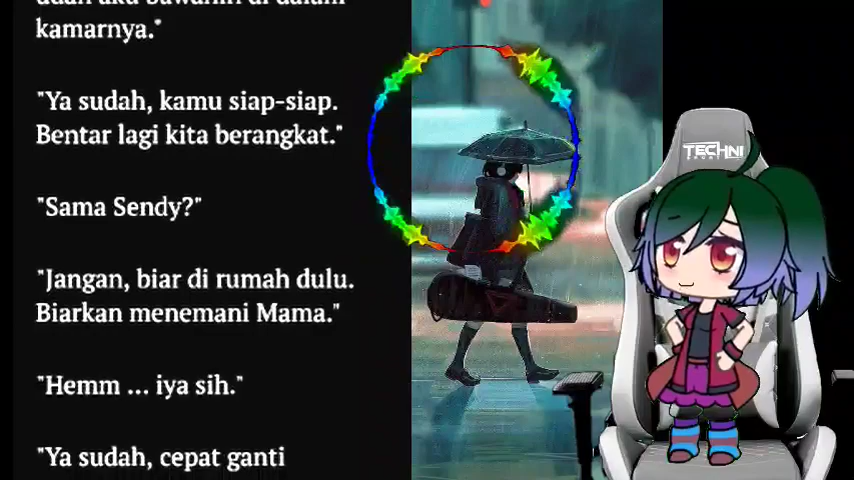 kamarnya."
"Ya sudah, kamu siap-siap.
Bentar lagi kita berangkat."
"Sama Sendy?"
"Jangan, biar di rumah dulu.
Biarkan menemani Mama."
"Hemm ... iya sih."
"Ya sudah, cepat ganti
TECHNI
SPORT